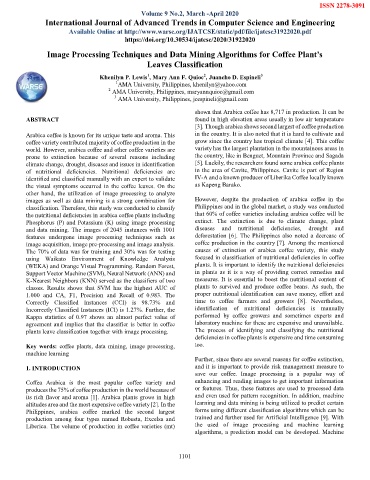 ISSN 2278-3091
Volume 9 No.2, March -April 2020
International Journal of Advanced Trends in Computer Science and Engineering
Available Online at http://www.warse.org/IJATCSE/static/pdf/file/ijatcse31922020.pdf
https://doi.org/10.30534/ijatcse/2020/31922020
Image Processing Techniques and Data Mining Algorithms for Coffee Plant's
Leaves Classification
Khenilyn P. Lewis¹, Mary Ann F. Quioc², Juancho D. Espineli³
¹AMA University, Philippines, khenilyn@yahoo.com
² AMA University, Philippines, maryannquioc@gmail.com
³ AMA University, Philippines, joespineli@gmail.com
ABSTRACT
Arabica coffee is known for its unique taste and aroma. This
coffee variety contributed majority of coffee production in the
world. However, arabica coffee and other coffee varieties are
prone to extinction because of several reasons including
climate change, drought, diseases and issues in identification
of nutritional deficiencies. Nutritional deficiencies are
identified and classified manually with an expert to validate
the visual symptoms occurred in the coffee leaves. On the
other hand, the utilization of image processing to analyze
images as well as data mining is a strong combination for
classification. Therefore, this study was conducted to classify
the nutritional deficiencies in arabica coffee plants including
Phosphorus (P) and Potassium (K) using image processing
and data mining. The images of 2045 instances with 1001
features undergone image processing techniques such as
image acquisition, image pre-processing and image analysis.
The 70% of data was for training and 30% was for testing
using Waikato Environment of Knowledge Analysis
(WEKA) and Orange Visual Programming. Random Forest,
Support Vector Machine (SVM), Neural Network (ANN) and
K-Nearest Neighbors (KNN) served as the classifiers of two
classes. Results shows that SVM has the highest AUC of
1.000 and CA, F1, Precision and Recall of 0.983. The
Correctly Classified Instances (CCI) is 98.73% and
Incorrectly Classified Instances (ICI) is 1.27%. Further, the
Kappa statistics of 0.97 shows an almost perfect value of
agreement and implies that the classifier is better in coffee
plants leave classification together with image processing.
Key words: coffee plants, data mining, image processing,
machine learning
1. INTRODUCTION
Coffea Arabica is the most popular coffee variety and
produces the 75% of coffee production in the world because of
its rich flavor and aroma [1]. Arabica plants grows in high
altitudes area and the most expensive coffee variety [2]. In the
Philippines, arabica coffee marked the second largest
production among four types named Robusta, Excelsa and
Liberica. The volume of production in coffee varieties (mt)
shown that Arabica coffee has 8,717 in production. It can be
found in high elevation areas usually in low air temperature
[3]. Though arabica shows second largest of coffee production
in the country. It is also noted that it is hard to cultivate and
grow since the country has tropical climate [4]. Thus coffee
variety has the largest plantation in the mountainous areas in
the country, like in Benguet, Mountain Province and Sagada
[5]. Luckily, the researchers found some arabica coffee plants
in the area of Cavite, Philippines. Cavite is part of Region
IV-A and a known producer of Liberika Coffee locally known
as Kapeng Barako.
However, despite the production of arabica coffee in the
Philippines and in the global market, a study was conducted
that 60% of coffee varieties including arabica coffee will be
extinct. The extinction is due to climate change, plant
diseases and nutritional deficiencies, drought and
deforestation [6]. The Philippines also noted a decrease of
coffee production in the country [7]. Among the mentioned
causes of extinction of arabica coffee variety, this study
focused in classification of nutritional deficiencies in coffee
plants. It is important to identify the nutritional deficiencies
in plants as it is a way of providing correct remedies and
measures. It is essential to boost the nutritional content of
plants to survived and produce coffee beans. As such, the
proper nutritional identification can save money, effort and
time to coffee farmers and growers [8]. Nevertheless,
identification of nutritional deficiencies is manually
performed by coffee growers and sometimes experts and
laboratory machine for these are expensive and unavailable.
The process of identifying and classifying the nutritional
deficiencies in coffee plants is expensive and time consuming
too.
Further, since there are several reasons for coffee extinction,
and it is important to provide risk management measure to
save our coffee. Image processing is a popular way of
enhancing and reading images to get important information
or features. Thus, these features are used to processed data
and even used for pattern recognition. In addition, machine
learning and data mining is being utilized to predict certain
forms using different classification algorithms which can be
trained and further used for Artificial Intelligence [9]. With
the used of image processing and machine learning
algorithms, a prediction model can be developed. Machine
1101